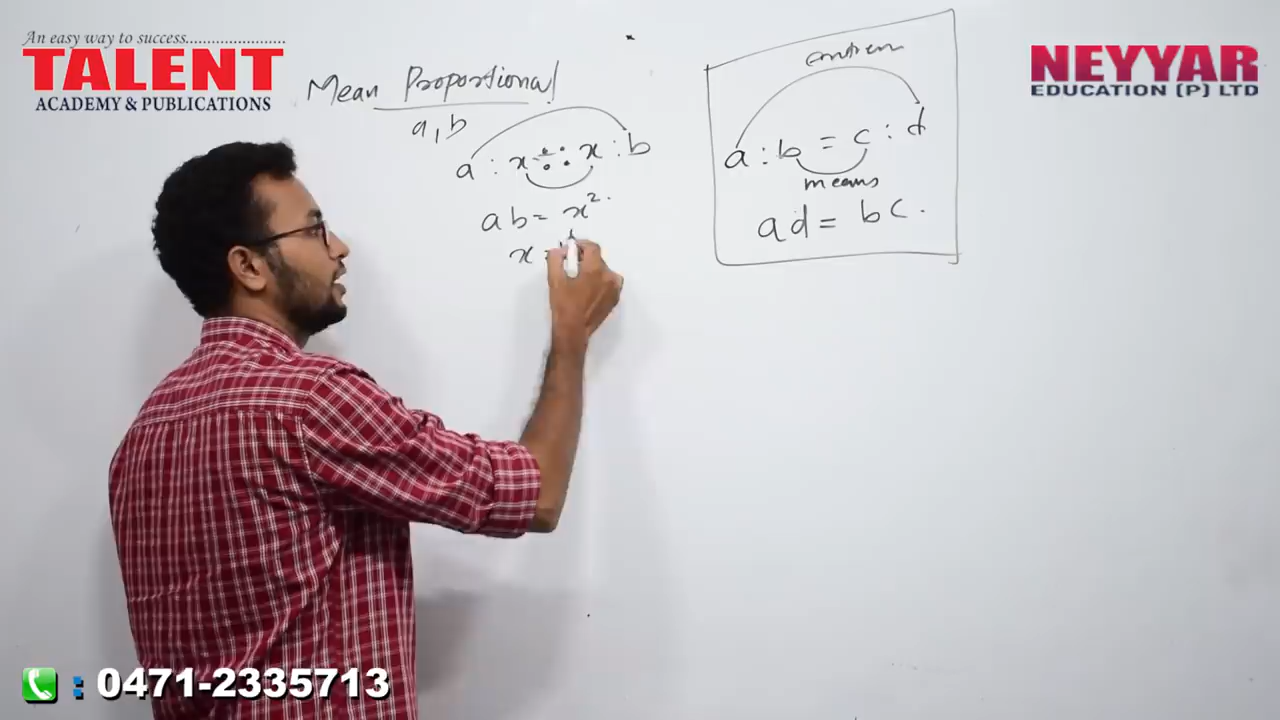 An easy way to success.......................
TALENT
ACADEMY & PUBLICATIONS
NEYYAR
EDUCATION (P) LTD
Mean Proportional
a, b
a : x :: x : b
ab = x².
x =
a : b = c : d
means
ad = bc.
: 0471-2335713